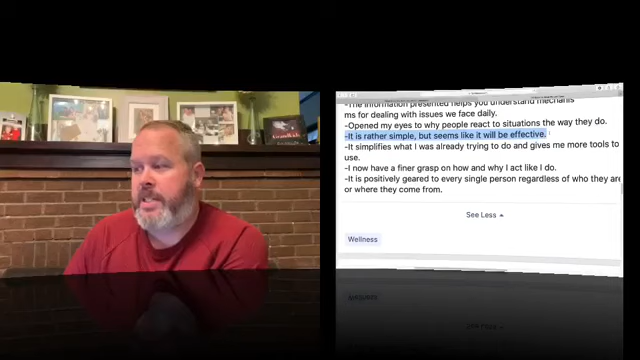 -The information presented helps you understand mechanis
ms for dealing with issues we face daily.
-Opened my eyes to why people react to situations the way they do.
-It is rather simple, but seems like it will be effective.
-It simplifies what I was already trying to do and gives me more tools to
use.
-I now have a finer grasp on how and why I act like I do.
-It is positively geared to every single person regardless of who they are
or where they come from.
See Less
Wellness